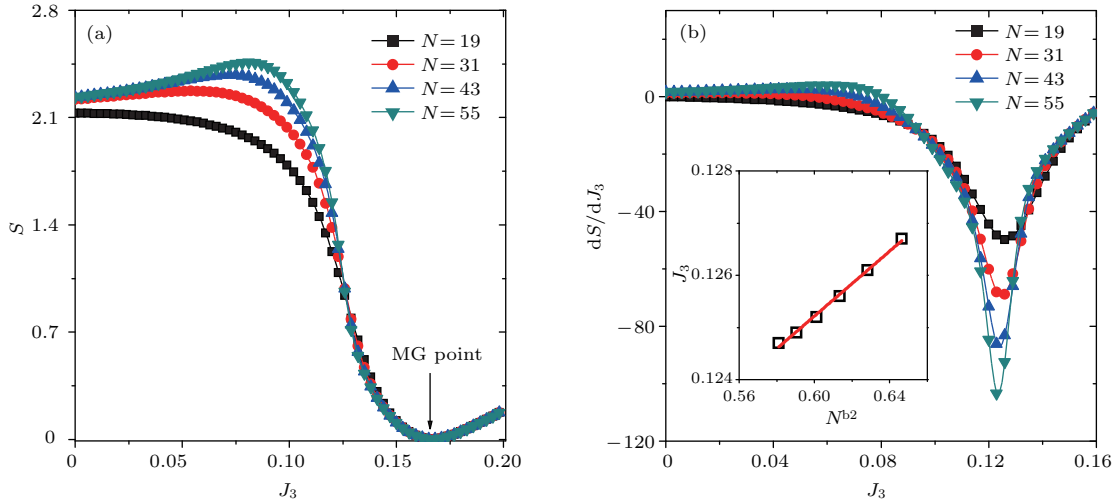 (a)
N = 19
N = 31
N = 43
N = 55
MG point
2.8
2.1
1.4
0.7
0
S
0
0.05
0.10
0.15
0.20
J3
(b)
N = 19
N = 31
N = 43
N = 55
0
−40
−80
−120
dS/dJ3
0.128
0.126
0.124
J3
0.56
0.60
0.64
N^b2
0
0.04
0.08
0.12
0.16
J3